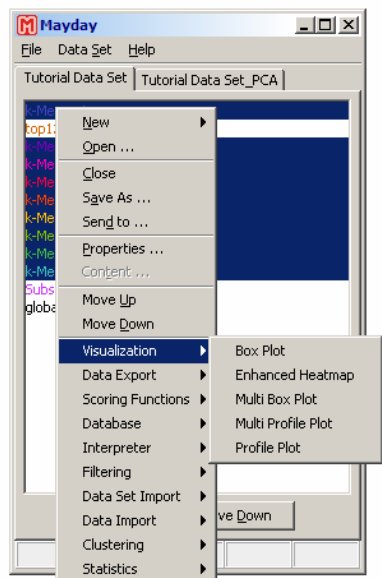 Mayday
File Data Set Help
Tutorial Data Set Tutorial Data Set_PCA
k-Me
top12
k-Me
k-Me
k-Me
k-Me
k-Me
k-Me
k-Me
k-Me
Subs
globa
New
Open ...
Close
Save As ...
Send to ...
Properties ...
Content ...
Move Up
Move Down
Visualization
Data Export
Scoring Functions
Database
Interpreter
Filtering
Data Set Import
Data Import
Clustering
Statistics
Box Plot
Enhanced Heatmap
Multi Box Plot
Multi Profile Plot
Profile Plot
ve Down